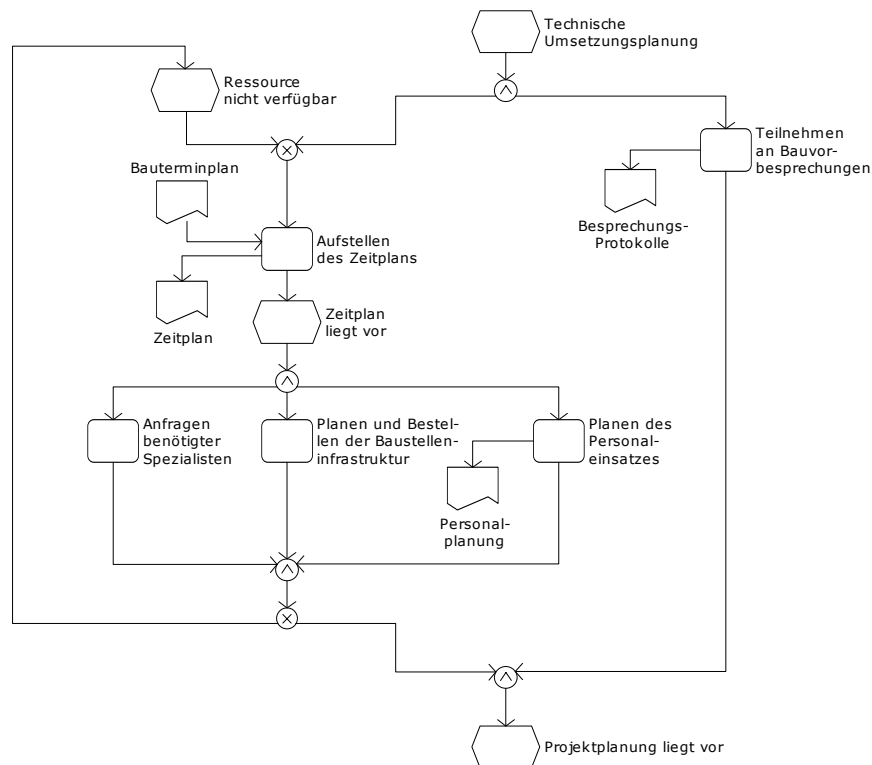 Technische
Umsetzungsplanung
Ressource
nicht verfügbar
Teilnehmen
an Bauvor-
besprechungen
Bauterminplan
Besprechungs-
Protokolle
Aufstellen
des Zeitplans
Zeitplan
Zeitplan
liegt vor
Anfragen
benötigter
Spezialisten
Planen und Bestel-
len der Baustellen-
infrastruktur
Planen des
Personal-
einsatzes
Personal-
planung
Projektplanung liegt vor